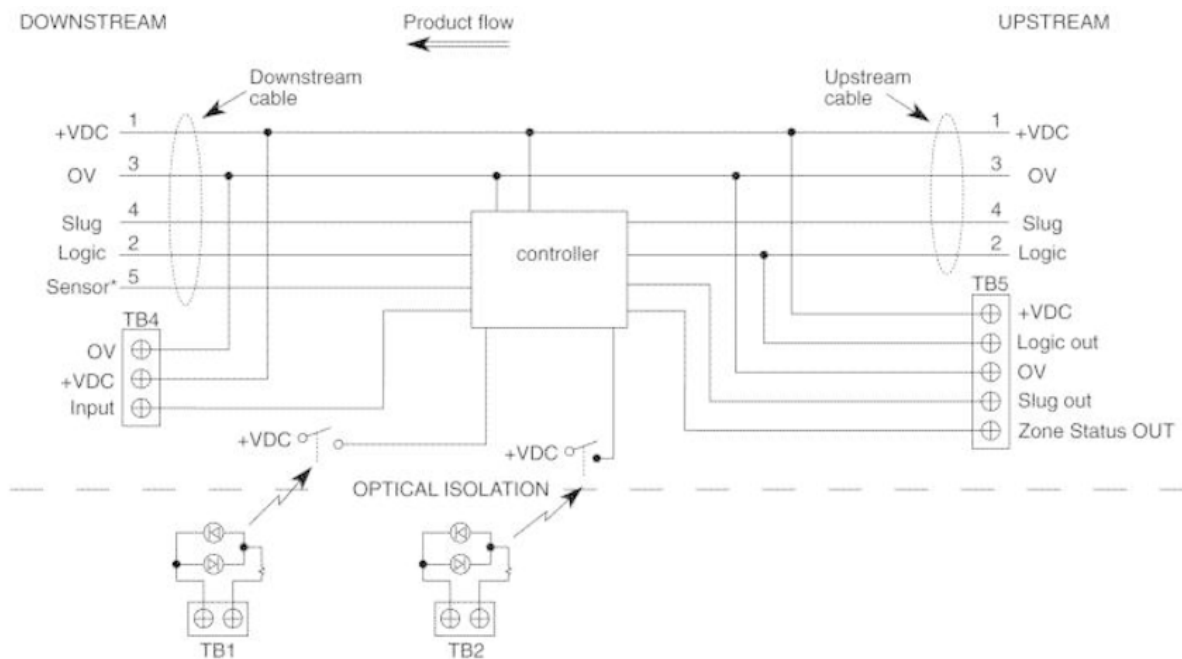 DOWNSTREAM
Product flow
UPSTREAM
Downstream
cable
Upstream
cable
+VDC 1
1 +VDC
OV 3
3 OV
Slug 4
4 Slug
Logic 2
2 Logic
controller
Sensor* 5
TB4
TB5
OV
+VDC
Input
+VDC
Logic out
OV
Slug out
Zone Status OUT
+VDC
+VDC
OPTICAL ISOLATION
TB1
TB2